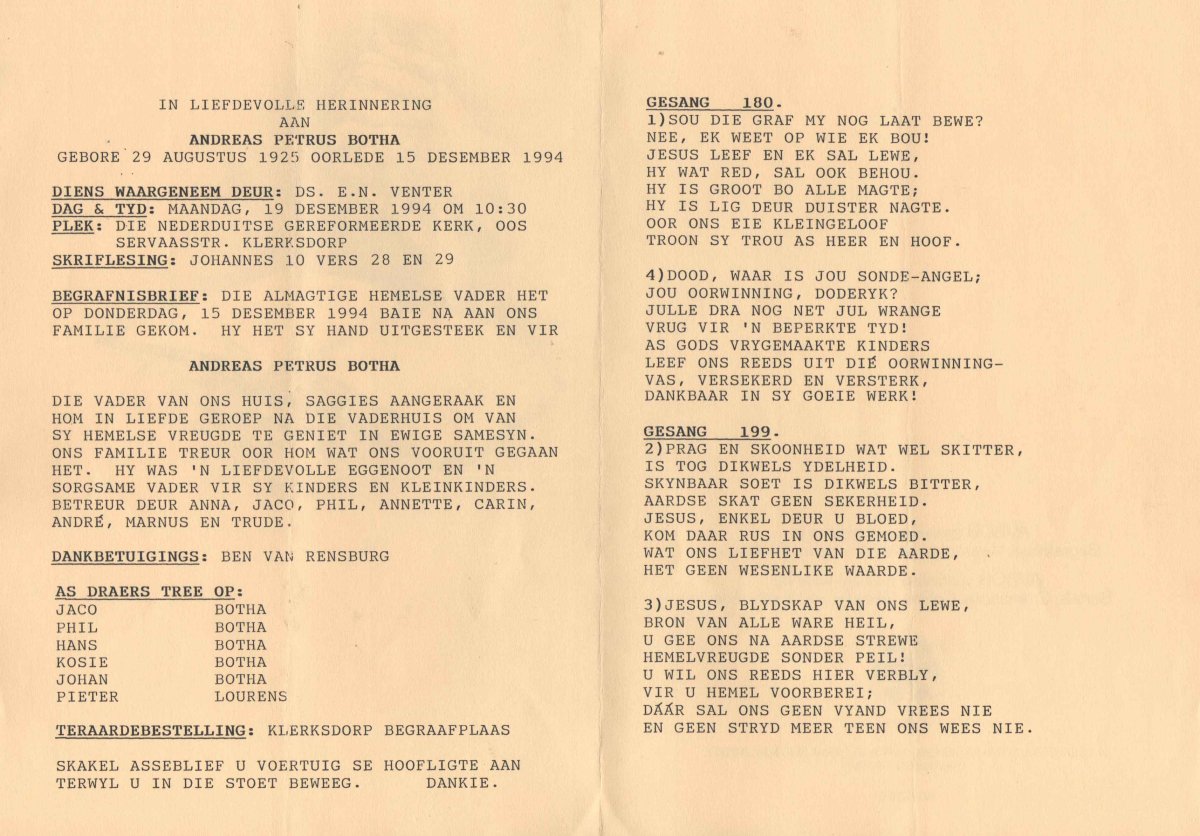 IN LIEFDEVOLLE HERINNERING
AAN
ANDREAS PETRUS BOTHA
GEBORE 29 AUGUSTUS 1925 OORLEDE 15 DESEMBER 1994
DIENS WAARGENEEM DEUR: DS. E.N. VENTER
DAG & TYD: MAANDAG, 19 DESEMBER 1994 OM 10:30
PLEK: DIE NEDERDUITSE GEREFORMEERDE KERK, OOS
SERVAASSTR. KLERKSDORP
SKRIFLESING: JOHANNES 10 VERS 28 EN 29
BEGRAFNISBRIEF: DIE ALMAGTIGE HEMELSE VADER HET
OP DONDERDAG, 15 DESEMBER 1994 BAIE NA AAN ONS
FAMILIE GEKOM. HY HET SY HAND UITGESTEEK EN VIR
ANDREAS PETRUS BOTHA
DIE VADER VAN ONS HUIS, SAGGIES AANGERAAK EN
HOM IN LIEFDE GEROEP NA DIE VADERHUIS OM VAN
SY HEMELSE VREUGDE TE GENIET IN EWIGE SAMESYN.
ONS FAMILIE TREUR OOR HOM WAT ONS VOORUIT GEGAAN
HET. HY WAS 'N LIEFDEVOLLE EGGENOOT EN 'N
SORGSAME VADER VIR SY KINDERS EN KLEINKINDERS.
BETREUR DEUR ANNA, JACO, PHIL, ANNETTE, CARIN,
ANDRÉ, MARNUS EN TRUDE.
DANKBETUIGINGS: BEN VAN RENSBURG
AS DRAERS TREE OP:
JACO BOTHA
PHIL BOTHA
HANS BOTHA
KOSIE BOTHA
JOHAN BOTHA
PIETER LOURENS
TERAARDEBESTELLING: KLERKSDORP BEGRAAFPLAAS
SKAKEL ASSEBLIEF U VOERTUIG SE HOOFLIGTE AAN
TERWYL U IN DIE STOET BEWEEG. DANKIE.
GESANG 180.
1)SOU DIE GRAF MY NOG LAAT BEWE?
NEE, EK WEET OP WIE EK BOU!
JESUS LEEF EN EK SAL LEWE,
HY WAT RED, SAL OOK BEHOU.
HY IS GROOT BO ALLE MAGTE;
HY IS LIG DEUR DUISTER NAGTE.
OOR ONS EIE KLEINGELOOF
TROON SY TROU AS HEER EN HOOF.
4)DOOD, WAAR IS JOU SONDE-ANGEL;
JOU OORWINNING, DODERYK?
JULLE DRA NOG NET JUL WRANGE
VRUG VIR 'N BEPERKTE TYD!
AS GODS VRYGEMAAKTE KINDERS
LEEF ONS REEDS UIT DIÉ OORWINNING-
VAS, VERSEKERD EN VERSTERK,
DANKBAAR IN SY GOEIE WERK!
GESANG 199.
2)PRAG EN SKOONHEID WAT WEL SKITTER,
IS TOG DIKWELS YDELHEID.
SKYNBAAR SOET IS DIKWELS BITTER,
AARDSE SKAT GEEN SEKERHEID.
JESUS, ENKEL DEUR U BLOED,
KOM DAAR RUS IN ONS GEMOED.
WAT ONS LIEFHET VAN DIE AARDE,
HET GEEN WESENLIKE WAARDE.
3)JESUS, BLYDSKAP VAN ONS LEWE,
BRON VAN ALLE WARE HEIL,
U GEE ONS NA AARDSE STREWE
HEMELVREUGDE SONDER PEIL!
U WIL ONS REEDS HIER VERBLY,
VIR U HEMEL VOORBEREI;
DÁÁR SAL ONS GEEN VYAND VREES NIE
EN GEEN STRYD MEER TEEN ONS WEES NIE.